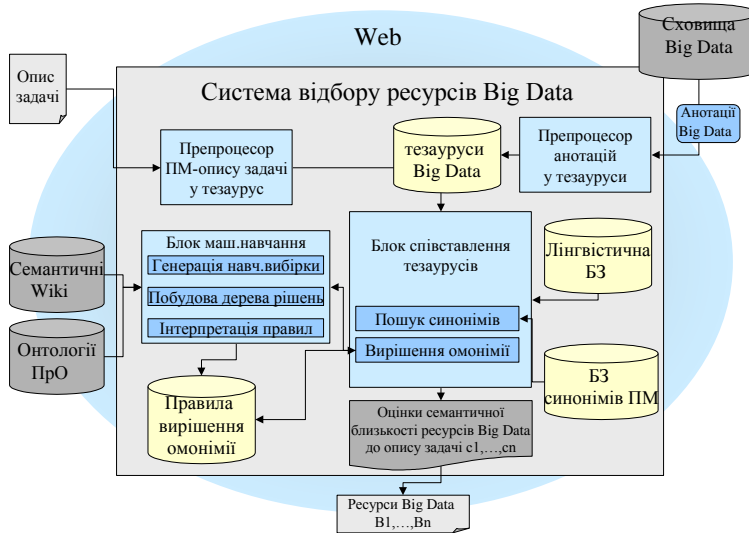 Web
Сховища
Big Data
Опис
задачі
Система відбору ресурсів Big Data
Анотації
Big Data
Препроцесор
ПМ-опису задачі
у тезаурус
тезауруси
Big Data
Препроцесор
анотацій
у тезауруси
Блок маш.навчання
Генерація навч.вибірки
Побудова дерева рішень
Інтерпретація правил
Блок співставлення
тезаурусів
Пошук синонімів
Вирішення омонімії
Лінгвістична
БЗ
Семантичні
Wiki
Онтології
ПрО
Правила
вирішення
омонімії
БЗ
синонімів ПМ
Оцінки семантичної
близькості ресурсів Big Data
до опису задачі c1,…,cn
Ресурси Big Data
B1,…,Bn